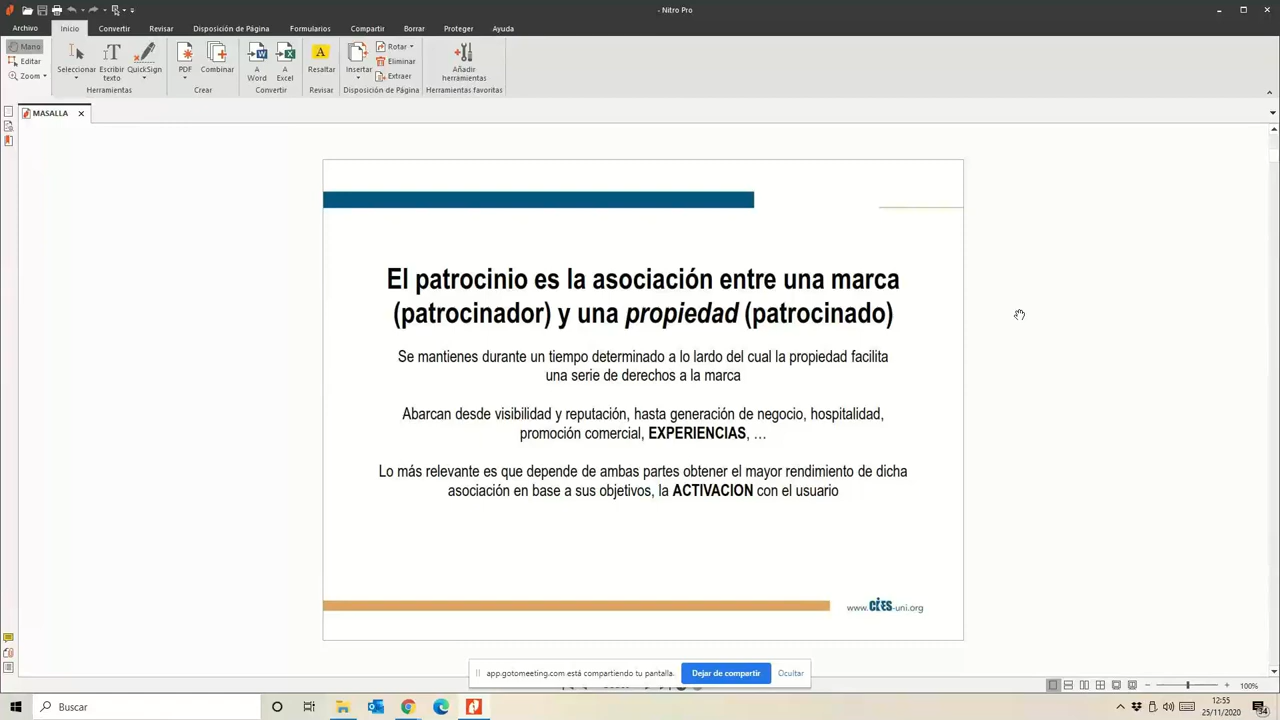 - Nitro Pro
Archivo Inicio Convertir Revisar Disposición de Página Formularios Compartir Borrar Proteger Ayuda
Mano
Editar
Zoom
Seleccionar
Escribir texto
QuickSign
Herramientas
PDF
Combinar
Crear
A Word
A Excel
Convertir
Resaltar
Revisar
Insertar
Rotar
Eliminar
Extraer
Disposición de Página
Añadir herramientas
Herramientas favoritas
MASALLA
El patrocinio es la asociación entre una marca
(patrocinador) y una propiedad (patrocinado)
Se mantienes durante un tiempo determinado a lo lardo del cual la propiedad facilita
una serie de derechos a la marca
Abarcan desde visibilidad y reputación, hasta generación de negocio, hospitalidad,
promoción comercial, EXPERIENCIAS, ...
Lo más relevante es que depende de ambas partes obtener el mayor rendimiento de dicha
asociación en base a sus objetivos, la ACTIVACION con el usuario
www.CIES-uni.org
app.gotomeeting.com está compartiendo tu pantalla.
Dejar de compartir
Ocultar
100%
Buscar
12:55
25/11/2020
34